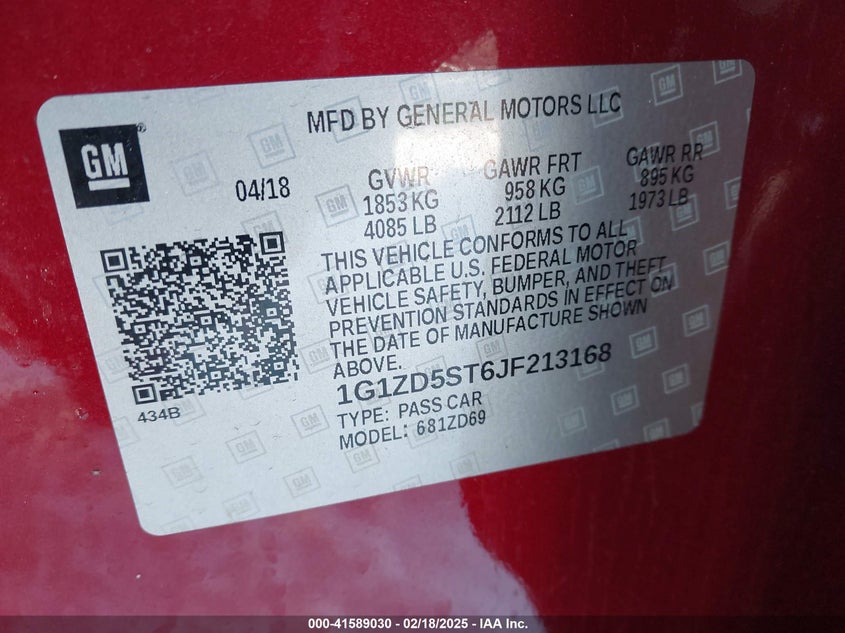 MFD BY GENERAL MOTORS LLC
GM
04/18
GVWR GAWR FRT GAWR RR
1853 KG 958 KG 895 KG
4085 LB 2112 LB 1973 LB
THIS VEHICLE CONFORMS TO ALL
APPLICABLE U.S. FEDERAL MOTOR
VEHICLE SAFETY, BUMPER, AND THEFT
PREVENTION STANDARDS IN EFFECT ON
THE DATE OF MANUFACTURE SHOWN
ABOVE.
1G1ZD5ST6JF213168
434B
TYPE: PASS CAR
MODEL: 681ZD69
000-41589030 - 02/18/2025 - IAA Inc.